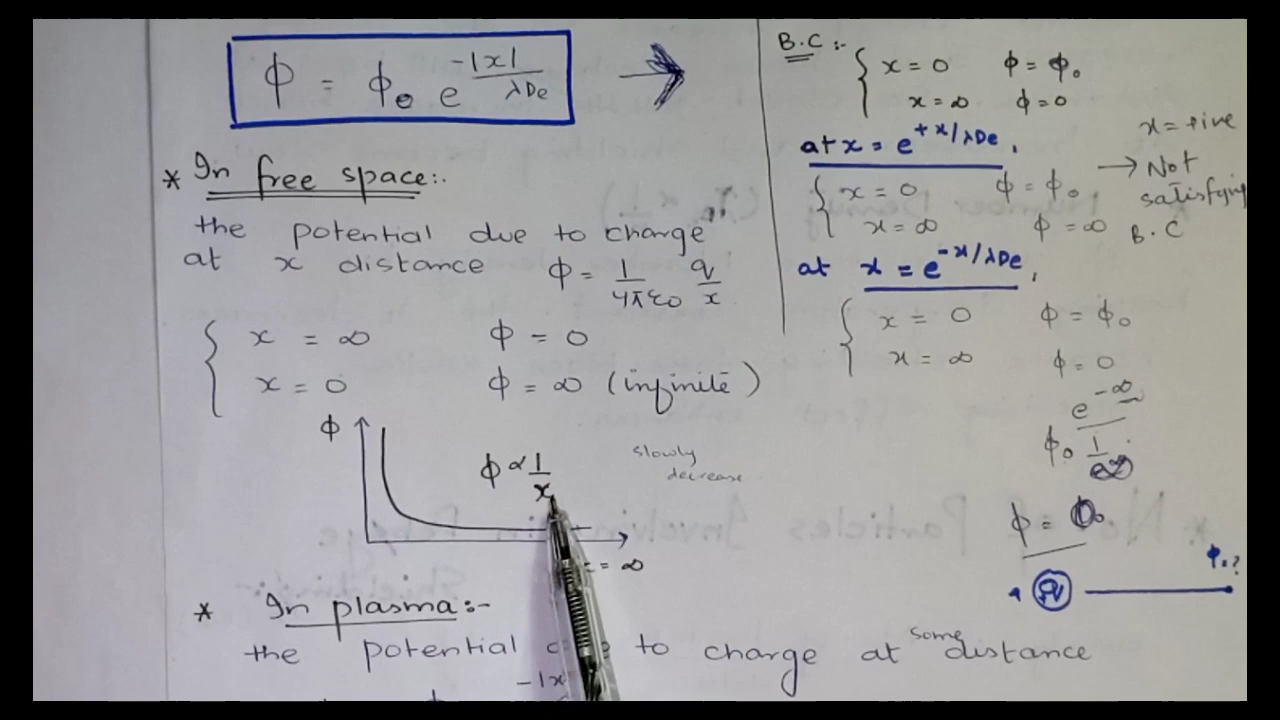 ϕ = ϕ₀ e^(-|x|/λDe) →
* In free space:.
the potential due to charge "q"
at x distance ϕ = 1/4πε₀ q/x
{ x = ∞ ϕ = 0
x = 0 ϕ = ∞ (infinite)
ϕ
ϕ ∝ 1/x
slowly
decrease
= ∞
* In plasma:-
the potential to charge at some distance
-|x|
B.C :-
{ x = 0 ϕ = ϕ₀
x = ∞ ϕ = 0
x = +ive
at x = e^(+x/λDe),
→ Not
satisfying
B.C
{ x = 0 ϕ = ϕ₀
x = ∞ ϕ = ∞
at x = e^(-x/λDe),
{ x = 0 ϕ = ϕ₀
x = ∞ ϕ = 0
e^(-∞)
ϕ₀ 1/e^∞
ϕ =
ϕ = ?